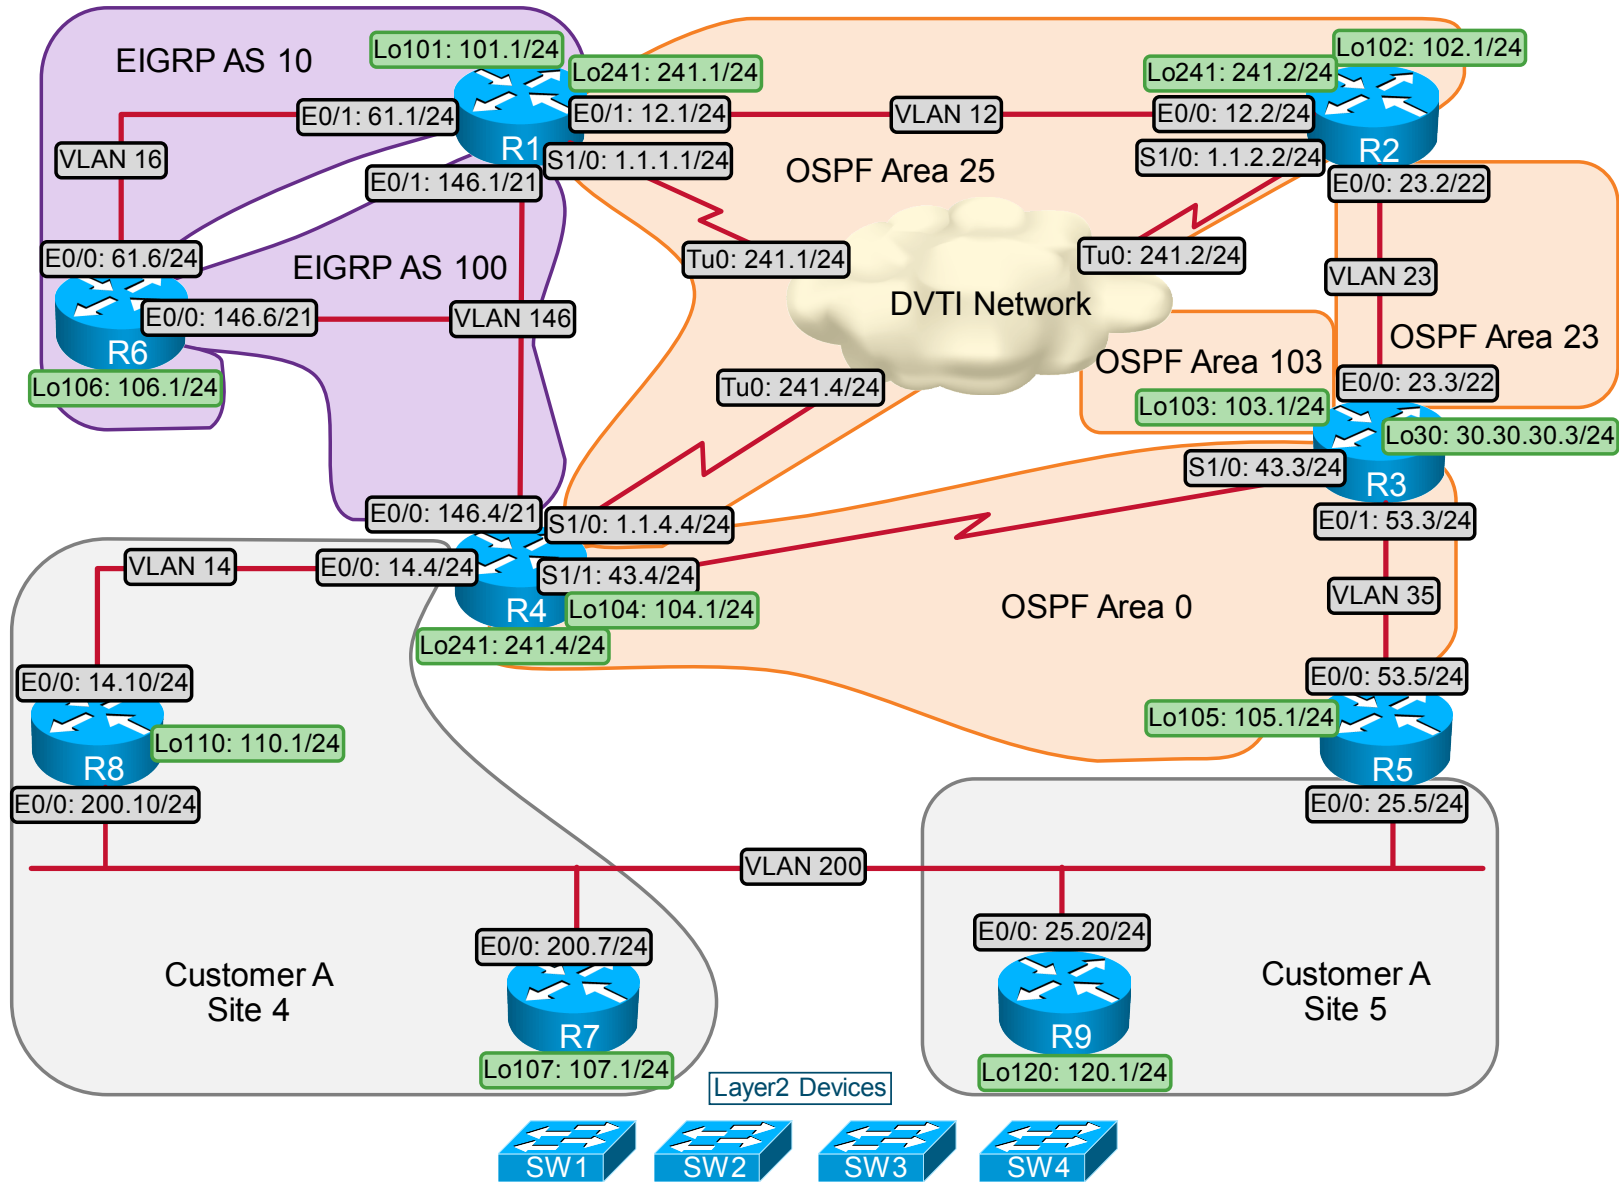 EIGRP AS 10
Lo101: 101.1/24
Lo241: 241.1/24
Lo241: 241.2/24
Lo102: 102.1/24
E0/1: 61.1/24
E0/1: 12.1/24
VLAN 12
E0/0: 12.2/24
R1
R2
VLAN 16
S1/0: 1.1.1.1/24
OSPF Area 25
S1/0: 1.1.2.2/24
E0/1: 146.1/21
E0/0: 23.2/22
E0/0: 61.6/24
EIGRP AS 100
Tu0: 241.1/24
Tu0: 241.2/24
VLAN 23
E0/0: 146.6/21
VLAN 146
DVTI Network
R6
OSPF Area 103
OSPF Area 23
Lo106: 106.1/24
Tu0: 241.4/24
E0/0: 23.3/22
Lo103: 103.1/24
Lo30: 30.30.30.3/24
S1/0: 43.3/24
R3
E0/0: 146.4/21
S1/0: 1.1.4.4/24
E0/1: 53.3/24
VLAN 14
E0/0: 14.4/24
S1/1: 43.4/24
R4
Lo104: 104.1/24
OSPF Area 0
VLAN 35
Lo241: 241.4/24
E0/0: 14.10/24
E0/0: 53.5/24
Lo110: 110.1/24
Lo105: 105.1/24
R8
R5
E0/0: 200.10/24
E0/0: 25.5/24
VLAN 200
E0/0: 200.7/24
E0/0: 25.20/24
Customer A
Site 4
Customer A
Site 5
R7
R9
Lo107: 107.1/24
Lo120: 120.1/24
Layer2 Devices
SW1
SW2
SW3
SW4